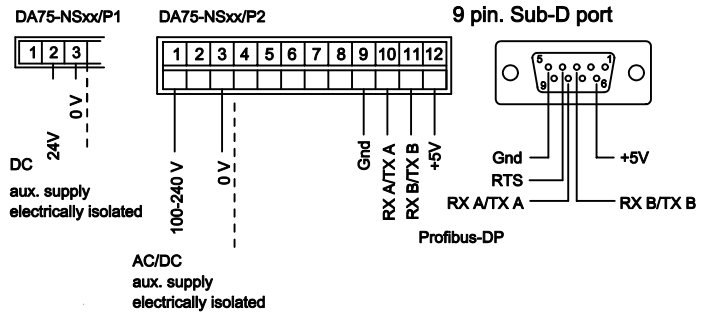 DA75-NSxx/P1
1 2 3
24V
0 V
DC
aux. supply
electrically isolated
DA75-NSxx/P2
1 2 3 4 5 6 7 8 9 10 11 12
100-240 V
0 V
Gnd
RX A/TX A
RX B/TX B
+5V
AC/DC
aux. supply
electrically isolated
9 pin. Sub-D port
5 1
9 6
Gnd
+5V
RTS
RX A/TX A
RX B/TX B
Profibus-DP